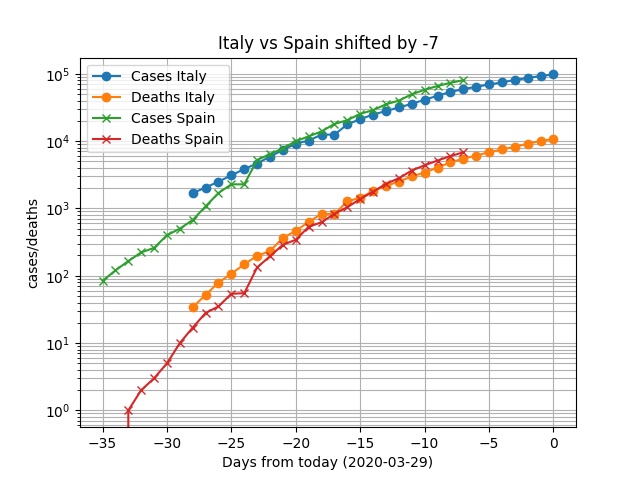 Italy vs Spain shifted by -7
Cases Italy
Deaths Italy
Cases Spain
Deaths Spain
cases/deaths
10⁵
10⁴
10³
10²
10¹
10⁰
−35 −30 −25 −20 −15 −10 −5 0
Days from today (2020-03-29)